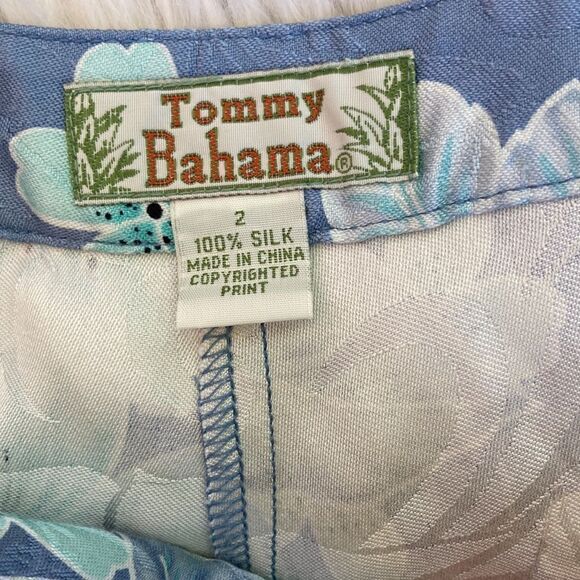 Tommy
Bahama®
2
100% SILK
MADE IN CHINA
COPYRIGHTED
PRINT